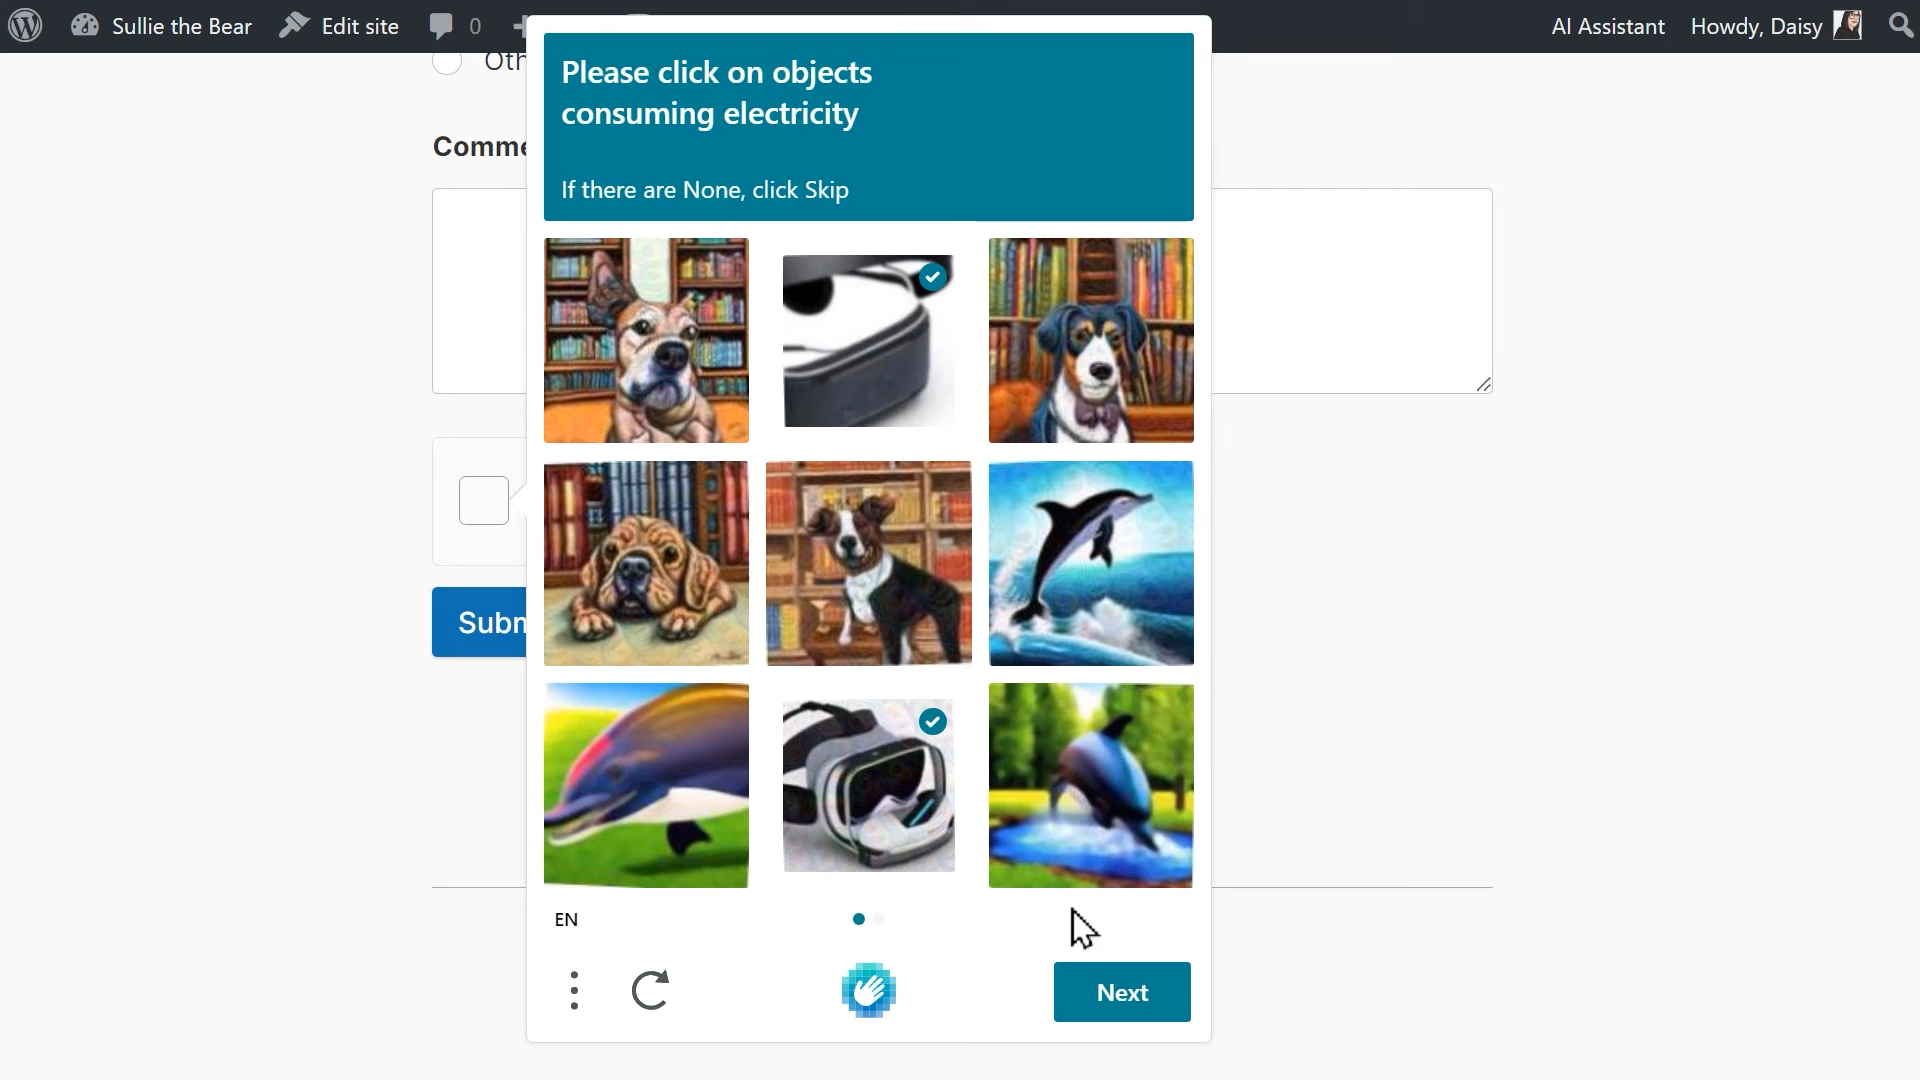 Sullie the Bear
Edit site
0
AI Assistant
Howdy, Daisy
Oth
Please click on objects
consuming electricity
Comme
If there are None, click Skip
Subm
EN
Next